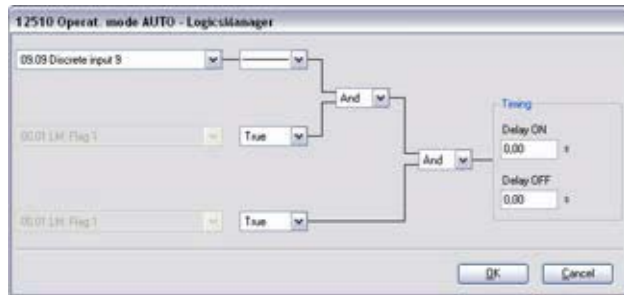 12510 Operat. mode AUTO - LogicsManager
09.09 Discrete input 9
And
Timing
Delay ON
00.01 LM: Flag 1
True
And
0,00 s
Delay OFF
0,00 s
00.01 LM: Flag 1
True
OK
Cancel